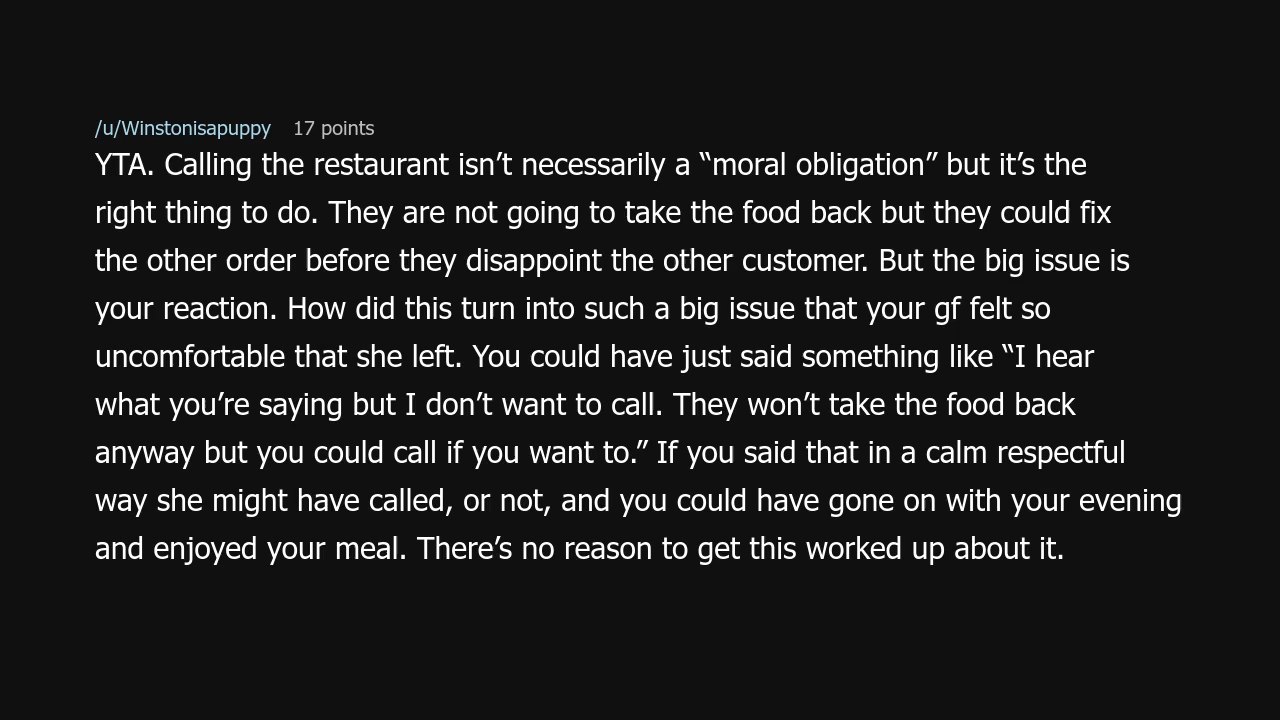 /u/Winstonisapuppy 17 points
YTA. Calling the restaurant isn’t necessarily a “moral obligation” but it’s the
right thing to do. They are not going to take the food back but they could fix
the other order before they disappoint the other customer. But the big issue is
your reaction. How did this turn into such a big issue that your gf felt so
uncomfortable that she left. You could have just said something like “I hear
what you’re saying but I don’t want to call. They won’t take the food back
anyway but you could call if you want to.” If you said that in a calm respectful
way she might have called, or not, and you could have gone on with your evening
and enjoyed your meal. There’s no reason to get this worked up about it.